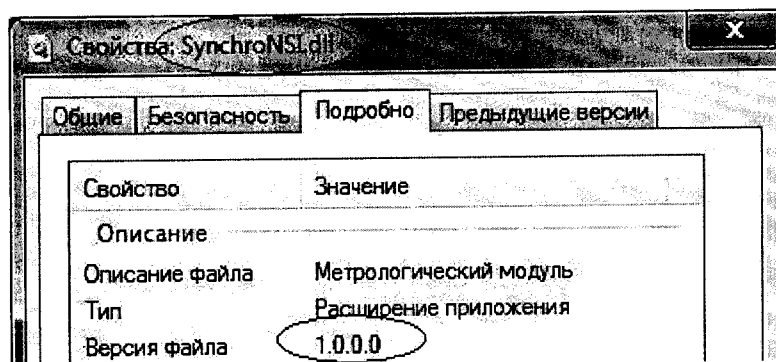 Свойства: SynchroNSI.dll
Общие Безопасность Подробно Предыдущие версии
Свойство Значение
Описание
Описание файла Метрологический модуль
Тип Расширение приложения
Версия файла 1.0.0.0